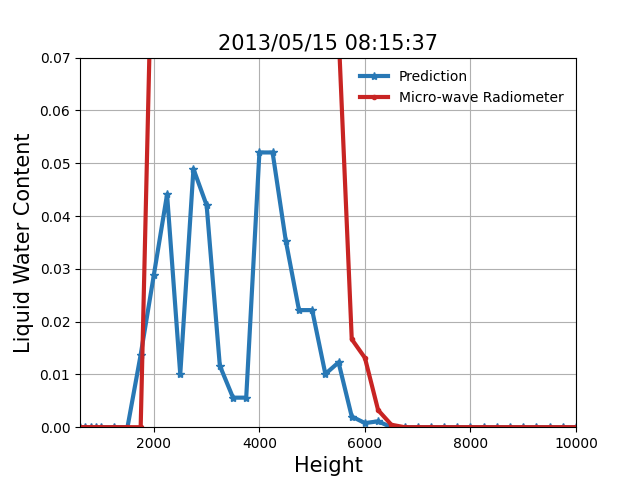 2013/05/15 08:15:37
0.07
0.06
0.05
0.04
0.03
0.02
0.01
0.00
Liquid Water Content
Prediction
Micro-wave Radiometer
2000 4000 6000 8000 10000
Height